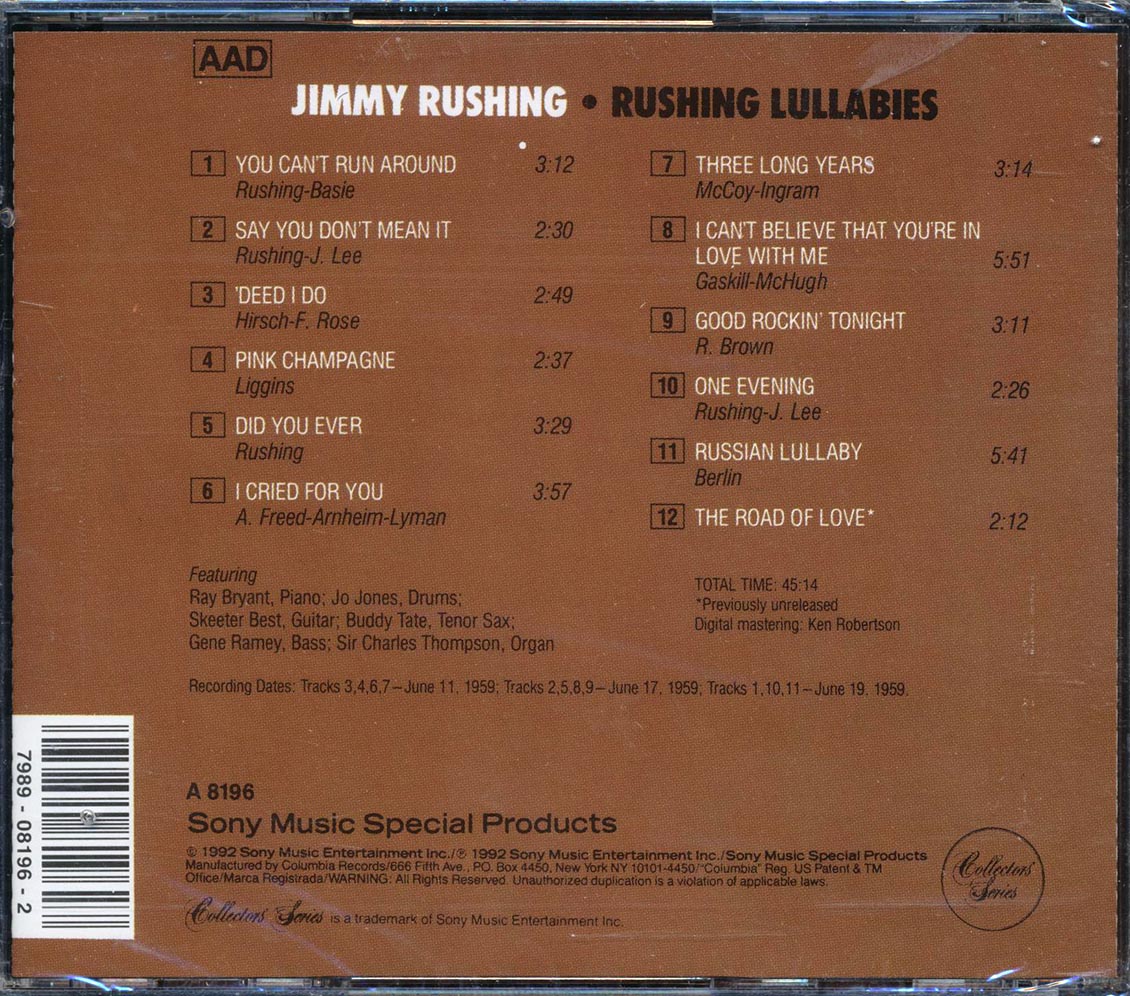 AAD
JIMMY RUSHING • RUSHING LULLABIES
1 YOU CAN'T RUN AROUND 3:12
Rushing-Basie
2 SAY YOU DON'T MEAN IT 2:30
Rushing-J. Lee
3 'DEED I DO 2:49
Hirsch-F. Rose
4 PINK CHAMPAGNE 2:37
Liggins
5 DID YOU EVER 3:29
Rushing
6 I CRIED FOR YOU 3:57
A. Freed-Arnheim-Lyman
7 THREE LONG YEARS 3:14
McCoy-Ingram
8 I CAN'T BELIEVE THAT YOU'RE IN
LOVE WITH ME 5:51
Gaskill-McHugh
9 GOOD ROCKIN' TONIGHT 3:11
R. Brown
10 ONE EVENING 2:26
Rushing-J. Lee
11 RUSSIAN LULLABY 5:41
Berlin
12 THE ROAD OF LOVE* 2:12
Featuring
Ray Bryant, Piano; Jo Jones, Drums;
Skeeter Best, Guitar; Buddy Tate, Tenor Sax;
Gene Ramey, Bass; Sir Charles Thompson, Organ
TOTAL TIME: 45:14
*Previously unreleased
Digital mastering: Ken Robertson
Recording Dates: Tracks 3,4,6,7—June 11, 1959; Tracks 2,5,8,9—June 17, 1959; Tracks 1,10,11—June 19, 1959.
7989 - 08196 - 2
A 8196
Sony Music Special Products
© 1992 Sony Music Entertainment Inc./℗ 1992 Sony Music Entertainment Inc./Sony Music Special Products
Manufactured by Columbia Records/666 Fifth Ave., P.O. Box 4450, New York NY 10101-4450/"Columbia" Reg. US Patent & TM
Office/Marca Registrada/WARNING: All Rights Reserved. Unauthorized duplication is a violation of applicable laws.
Collectors' Series is a trademark of Sony Music Entertainment Inc.
Collectors'
Series